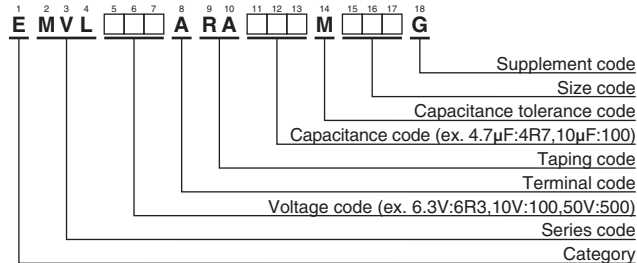 1 2 3 4 5 6 7 8 9 10 11 12 13 14 15 16 17 18
E MVL A RA M G
Supplement code
Size code
Capacitance tolerance code
Capacitance code (ex. 4.7µF:4R7,10µF:100)
Taping code
Terminal code
Voltage code (ex. 6.3V:6R3,10V:100,50V:500)
Series code
Category